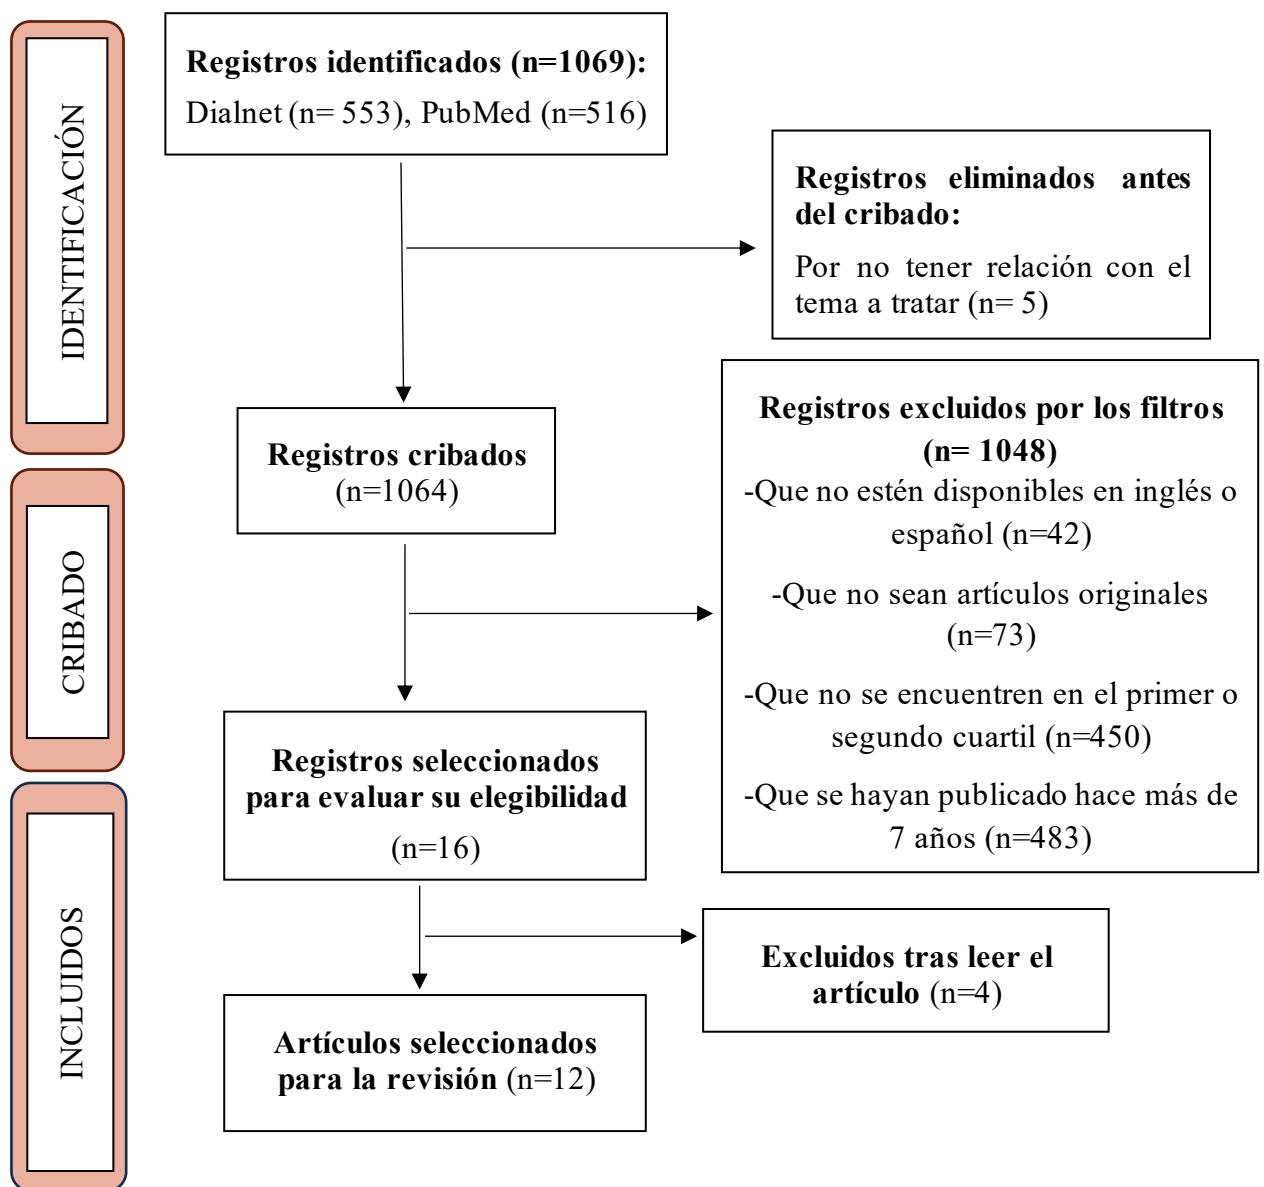 IDENTIFICACIÓN
Registros identificados (n=1069):
Dialnet (n= 553), PubMed (n=516)
Registros eliminados antes
del cribado:
Por no tener relación con el
tema a tratar (n= 5)
Registros cribados
(n=1064)
CRIBADO
Registros excluidos por los filtros
(n= 1048)
-Que no estén disponibles en inglés o
español (n=42)
-Que no sean artículos originales
(n=73)
-Que no se encuentren en el primer o
segundo cuartil (n=450)
-Que se hayan publicado hace más de
7 años (n=483)
Registros seleccionados
para evaluar su elegibilidad
(n=16)
INCLUIDOS
Excluidos tras leer el
artículo (n=4)
Artículos seleccionados
para la revisión (n=12)